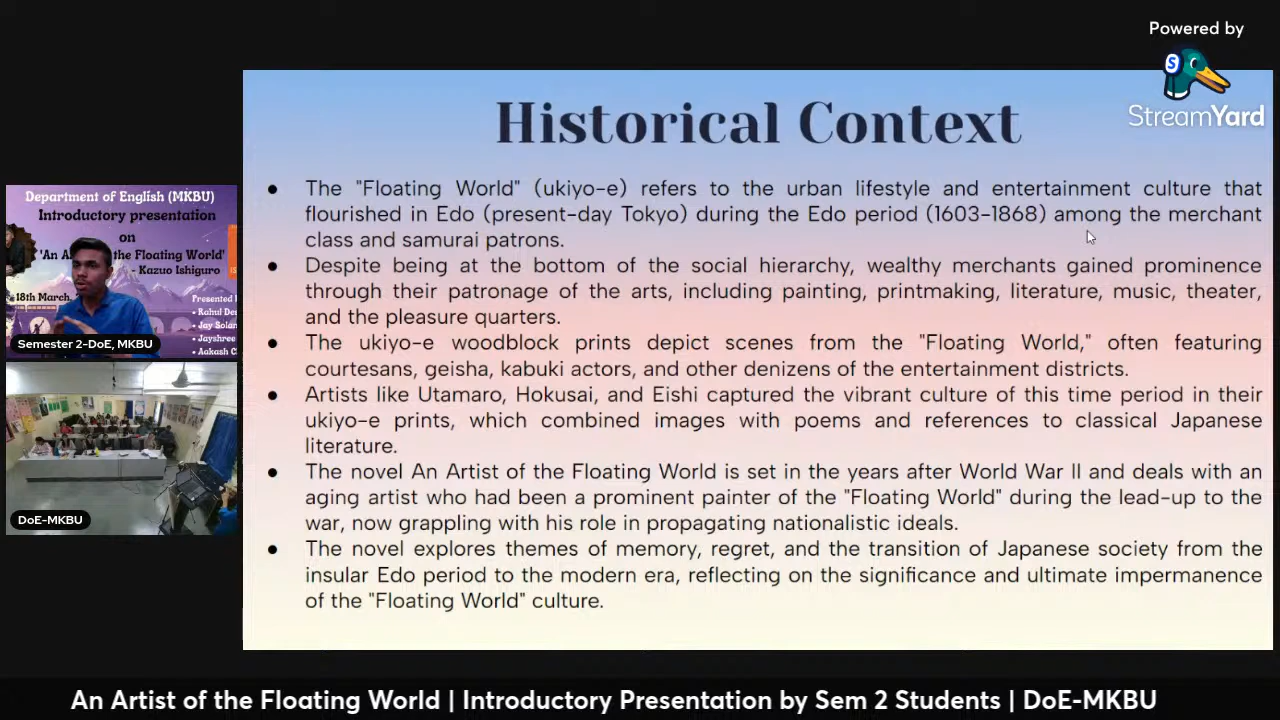 Powered by
StreamYard
Historical Context
● The "Floating World" (ukiyo-e) refers to the urban lifestyle and entertainment culture that
flourished in Edo (present-day Tokyo) during the Edo period (1603-1868) among the merchant
class and samurai patrons.
● Despite being at the bottom of the social hierarchy, wealthy merchants gained prominence
through their patronage of the arts, including painting, printmaking, literature, music, theater,
and the pleasure quarters.
● The ukiyo-e woodblock prints depict scenes from the "Floating World," often featuring
courtesans, geisha, kabuki actors, and other denizens of the entertainment districts.
● Artists like Utamaro, Hokusai, and Eishi captured the vibrant culture of this time period in their
ukiyo-e prints, which combined images with poems and references to classical Japanese
literature.
● The novel An Artist of the Floating World is set in the years after World War II and deals with an
aging artist who had been a prominent painter of the "Floating World" during the lead-up to the
war, now grappling with his role in propagating nationalistic ideals.
● The novel explores themes of memory, regret, and the transition of Japanese society from the
insular Edo period to the modern era, reflecting on the significance and ultimate impermanence
of the "Floating World" culture.
Department of English (MKBU)
Introductory presentation
on
'An the Floating World'
- Kazuo Ishiguro
18th March,
Presented
• Rahul
• Jay
• Jayshree
• Aakash
Semester 2-DoE, MKBU
DoE-MKBU
An Artist of the Floating World | Introductory Presentation by Sem 2 Students | DoE-MKBU